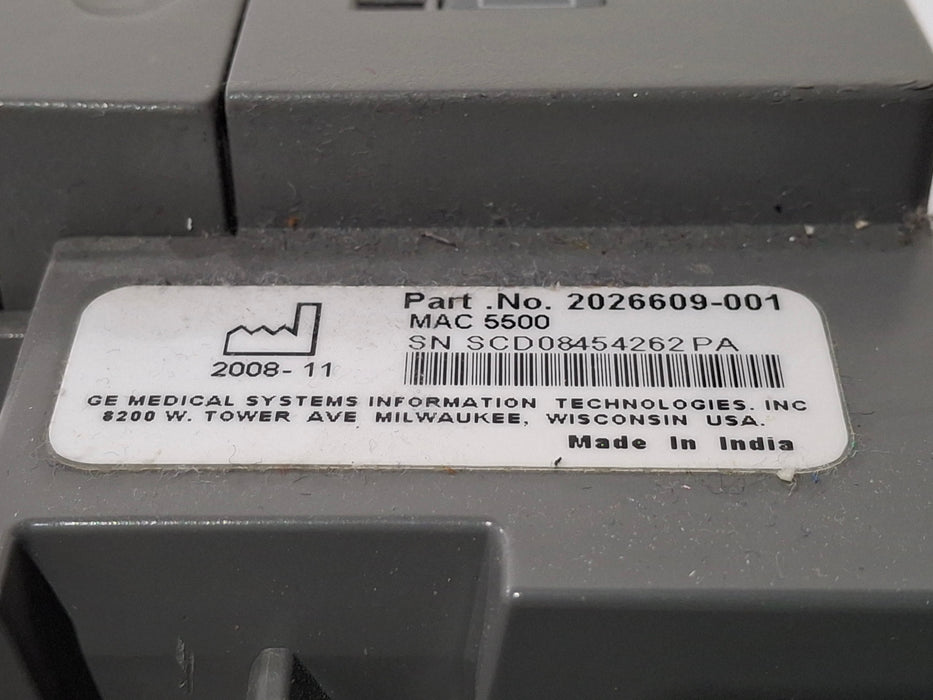 Part .No. 2026609-001
MAC 5500
SN SCD08454262PA
2008-11
GE MEDICAL SYSTEMS INFORMATION TECHNOLOGIES. INC
8200 W. TOWER AVE MILWAUKEE, WISCONSIN USA.
Made In India